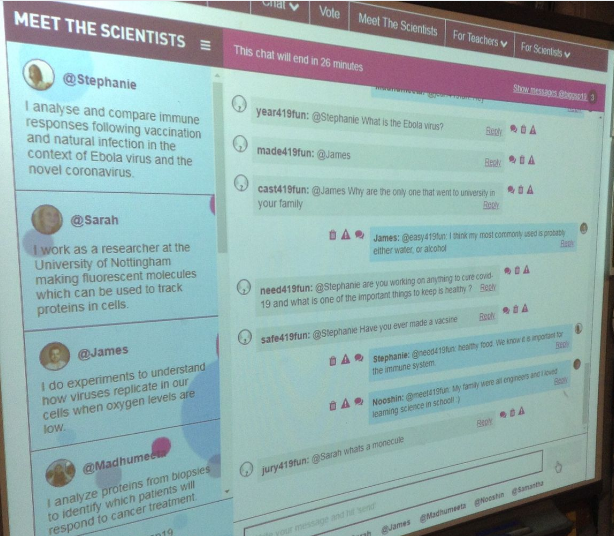 Chat
Vote
Meet The Scientists
For Teachers
For Scientists
MEET THE SCIENTISTS
This chat will end in 26 minutes
Show messages
@Stephanie
I analyse and compare immune
responses following vaccination
and natural infection in the
context of Ebola virus and the
novel coronavirus.
@Sarah
I work as a researcher at the
University of Nottingham
making fluorescent molecules
which can be used to track
proteins in cells.
@James
I do experiments to understand
how viruses replicate in our
cells when oxygen levels are
low.
@Madhumeeta
I analyze proteins from biopsies
to identify which patients will
respond to cancer treatment.
year419fun: @Stephanie What is the Ebola virus?
Reply
made419fun: @James
Reply
cast419fun: @James Why are the only one that went to university in
your family
Reply
James: @easy419fun: I think my most commonly used is probably
either water, or alcohol
Reply
need419fun: @Stephanie are you working on anything to cure covid-
19 and what is one of the important things to keep is healthy ?
Reply
safe419fun: @Stephanie Have you ever made a vacsine
Reply
Stephanie: @need419fun, healthy food. We know it is important for
the immune system.
Reply
Nooshin: @meet419fun, My family were all engieers and I loved
learning science in school! :)
Reply
jury419fun: @Sarah whats a monecule
Reply
your message and hit 'send'
@James @Madhumeeta @Nooshin @Samantha